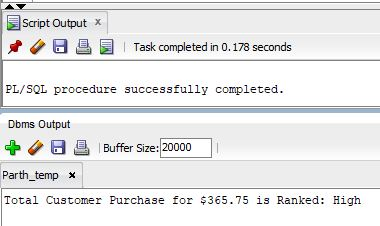 Script Output x
Task completed in 0.178 seconds
PL/SQL procedure successfully completed.
Dbms Output
Buffer Size: 20000
Parth_temp x
Total Customer Purchase for $365.75 is Ranked: High